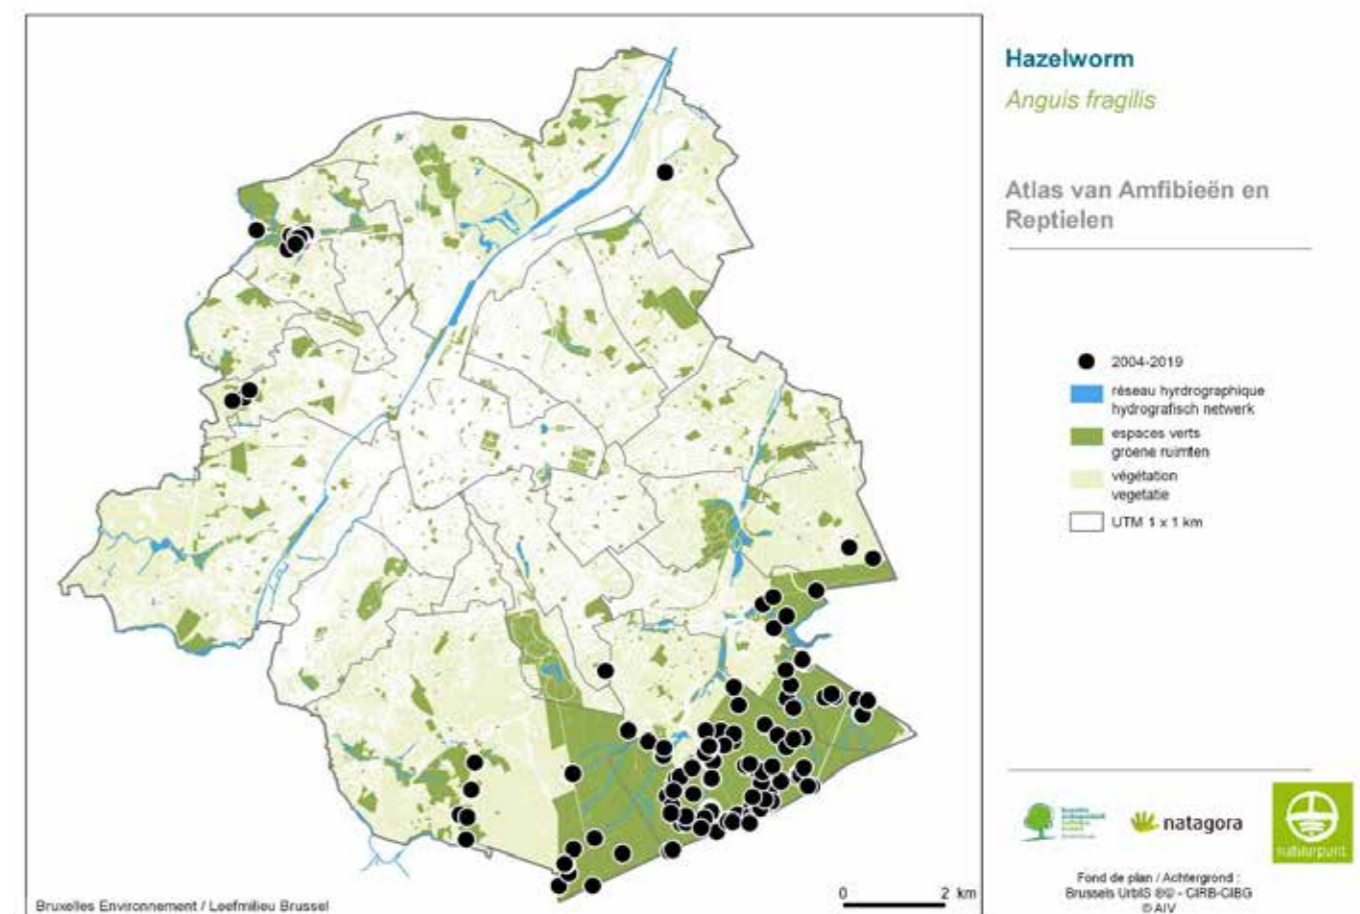 Hazelworm
Anguis fragilis
Atlas van Amfibieën en
Reptielen
2004-2019
réseau hyrdrographique
hydrografisch netwerk
espaces verts
groene ruimten
végétation
vegetatie
UTM 1 x 1 km
natagora
natuurpunt
Fond de plan / Achtergrond :
Brussels UrbIS ®© - CIRB-CIBG
© AIV
0 2 km
Bruxelles Environnement / Leefmilieu Brussel